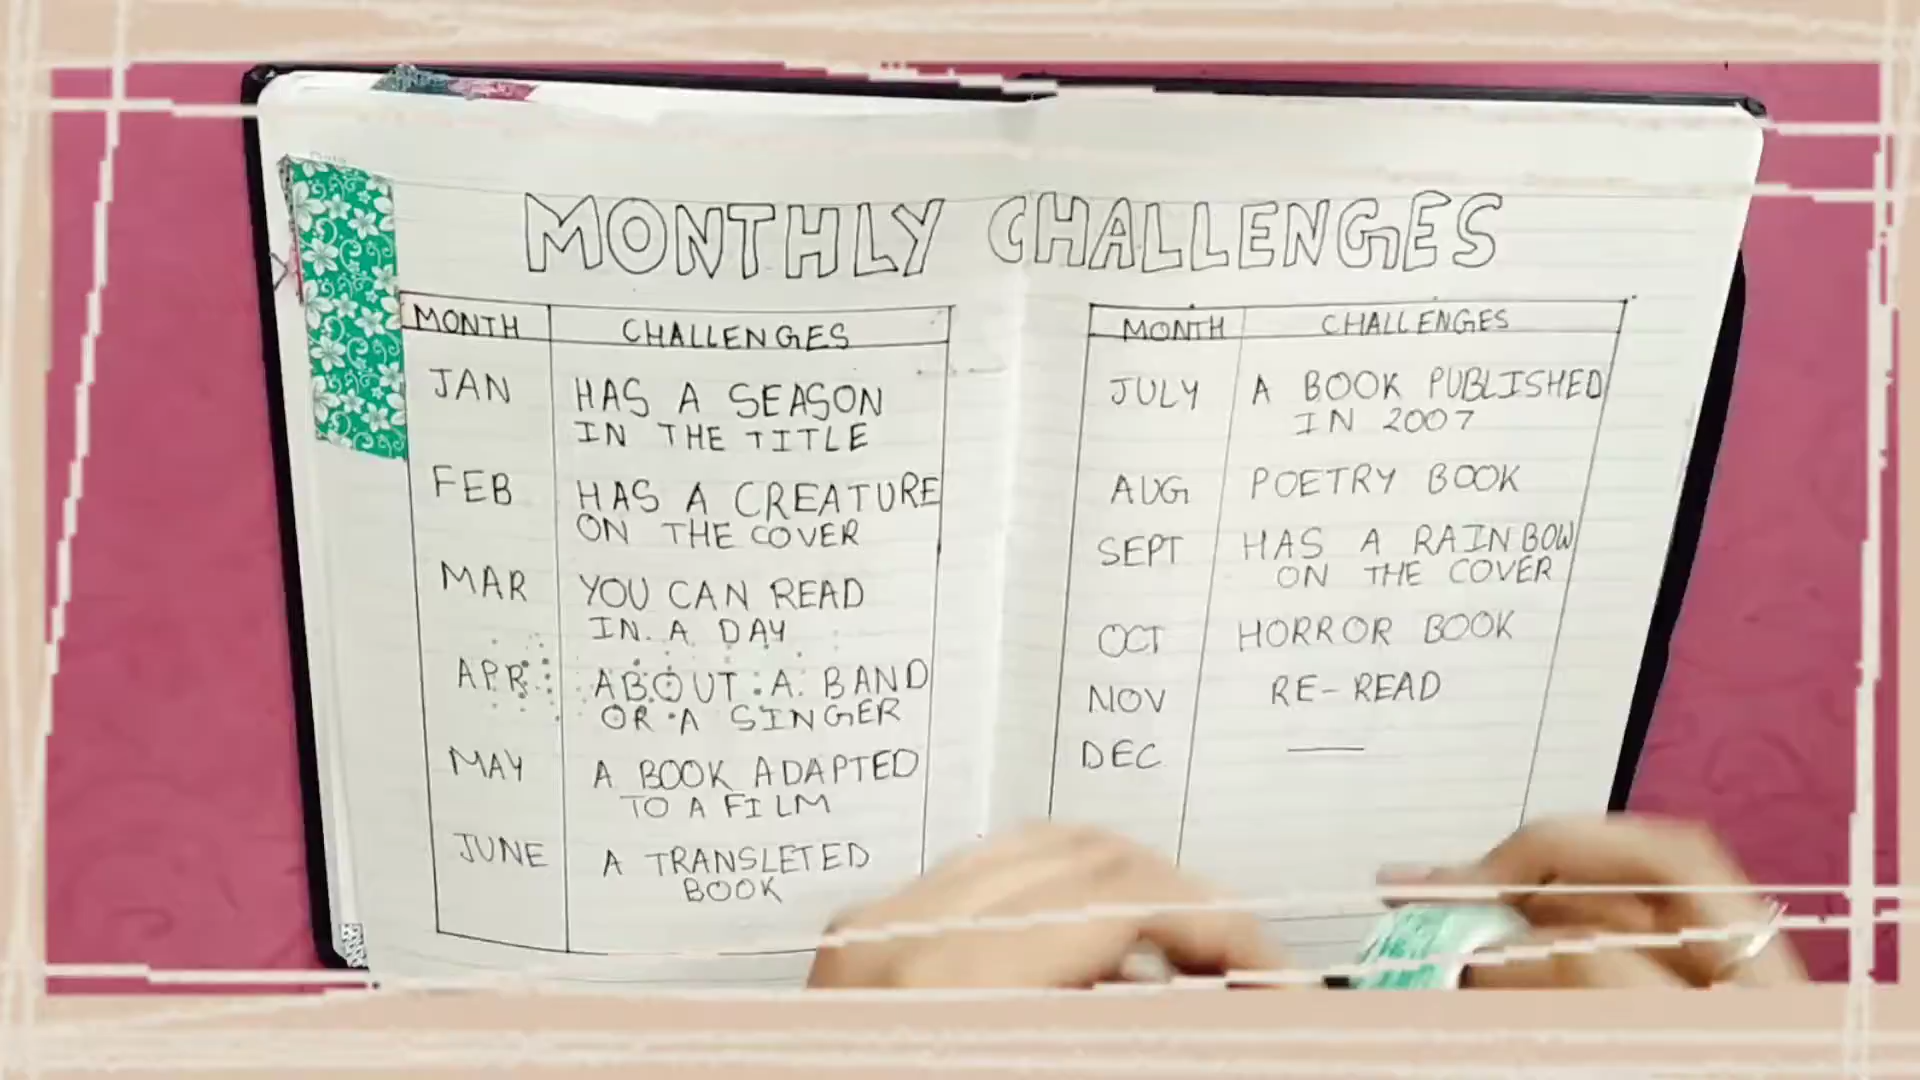 MONTHLY CHALLENGES
MONTH CHALLENGES
JAN HAS A SEASON
IN THE TITLE
FEB HAS A CREATURE
ON THE COVER
MAR YOU CAN READ
IN A DAY
APR ABOUT A BAND
OR A SINGER
MAY A BOOK ADAPTED
TO A FILM
JUNE A TRANSLETED
BOOK
MONTH CHALLENGES
JULY A BOOK PUBLISHED
IN 2007
AUG POETRY BOOK
SEPT HAS A RAINBOW
ON THE COVER
OCT HORROR BOOK
NOV RE-READ
DEC —